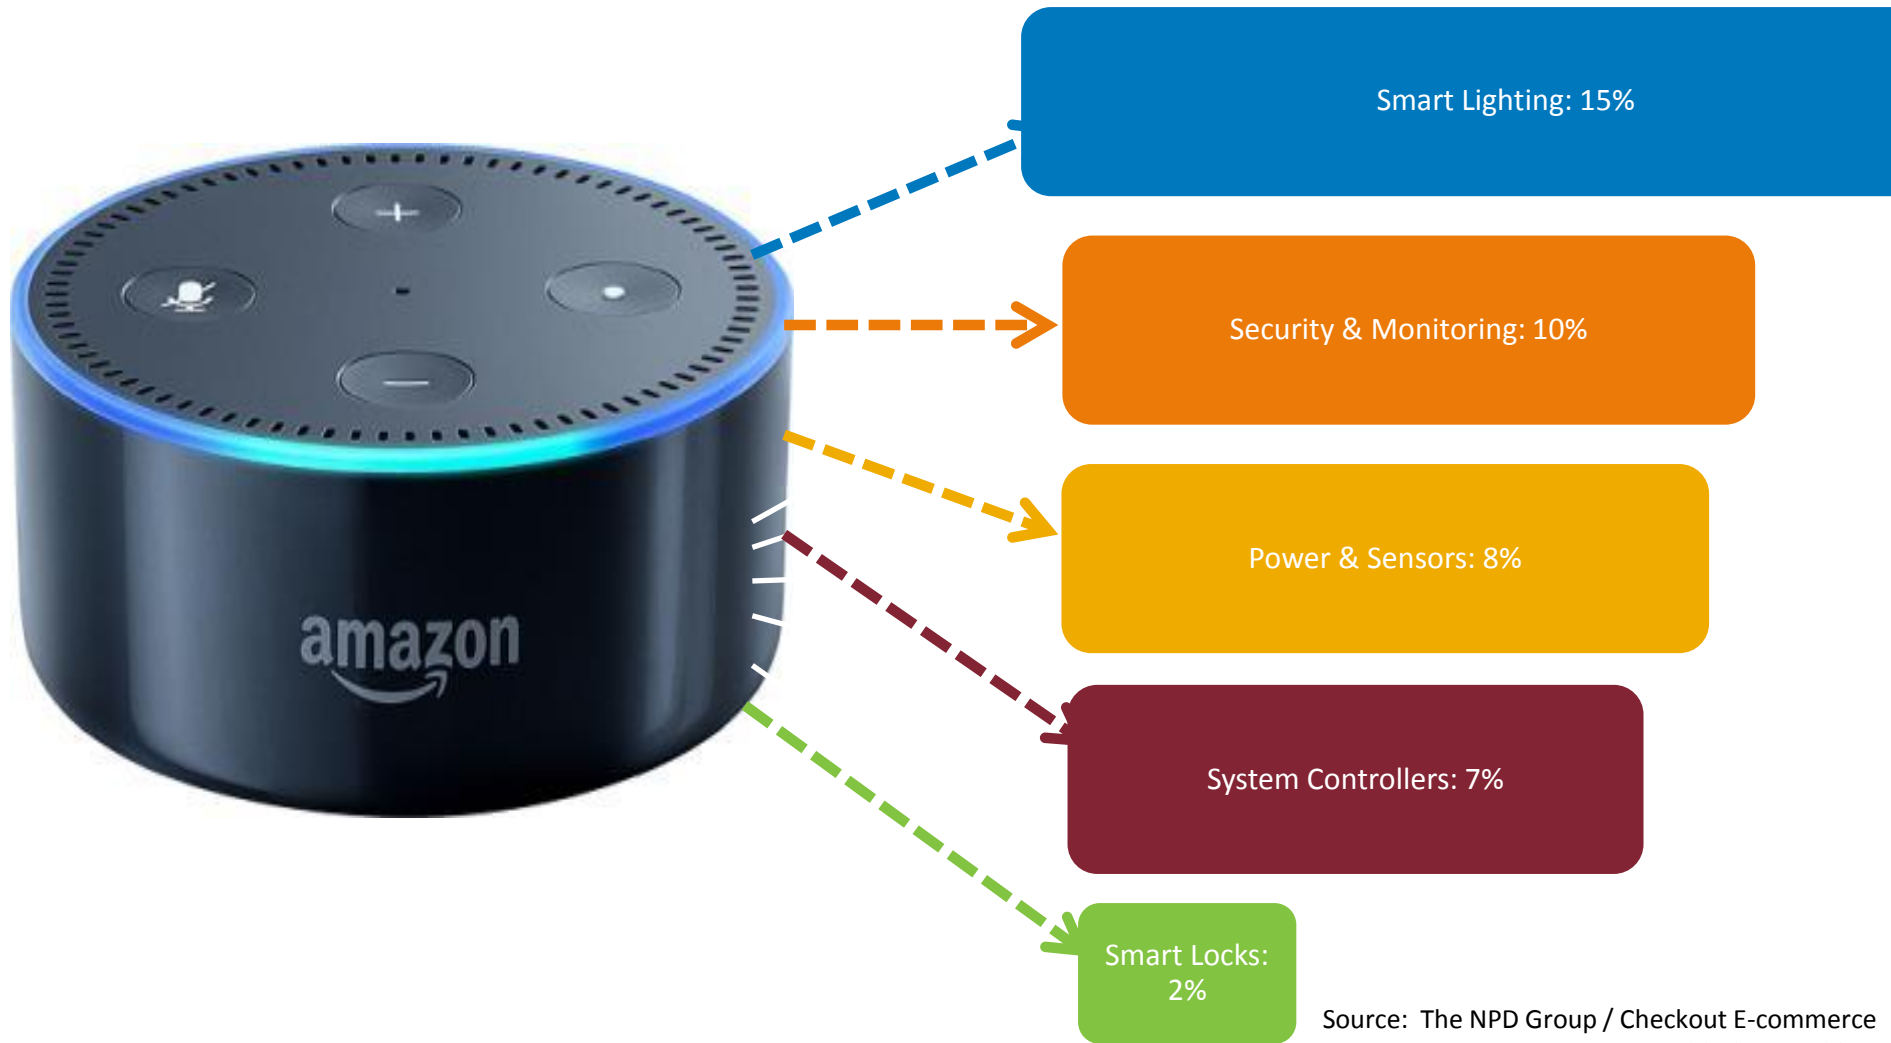 Smart Lighting: 15%
Security & Monitoring: 10%
Power & Sensors: 8%
amazon
System Controllers: 7%
Smart Locks:
2%
Source:  The NPD Group / Checkout E-commerce